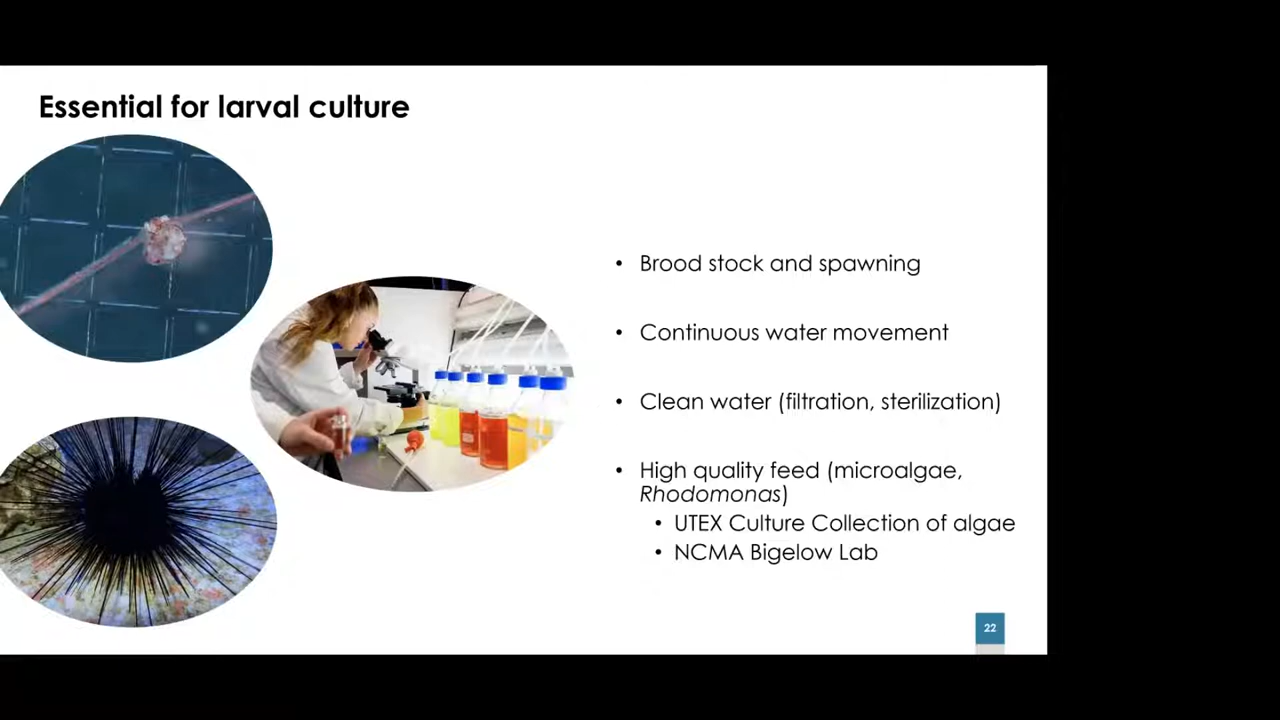 Essential for larval culture
• Brood stock and spawning
• Continuous water movement
• Clean water (filtration, sterilization)
• High quality feed (microalgae,
Rhodomonas)
• UTEX Culture Collection of algae
• NCMA Bigelow Lab
22